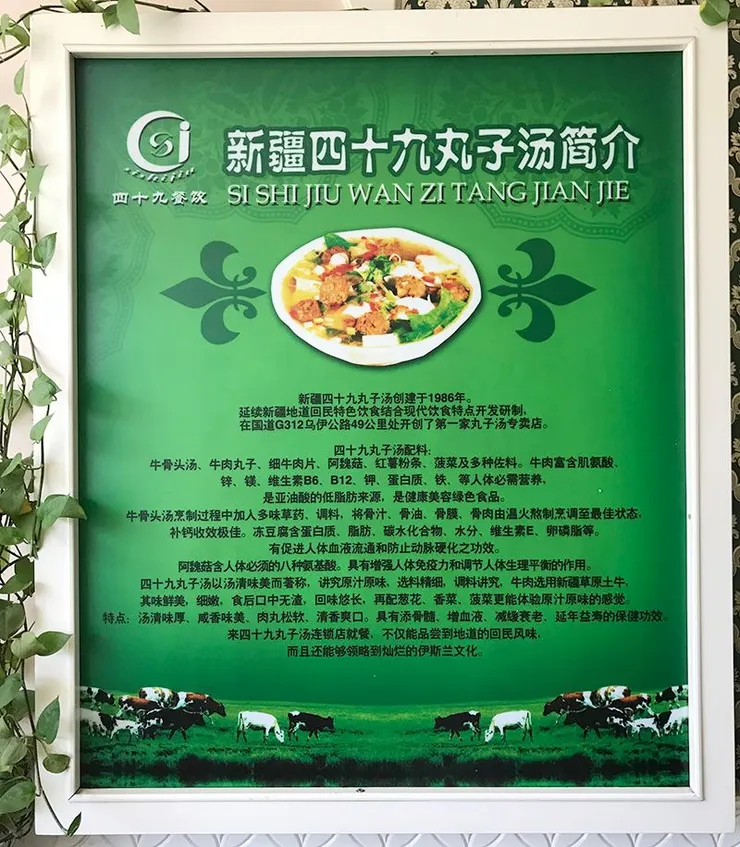 新疆四十九丸子汤简介
四十九餐饮
SI SHI JIU WAN ZI TANG JIAN JIE
新疆四十九丸子汤创建于1986年。
延续新疆地道回民特色饮食结合现代饮食特点开发研制,
在国道G312乌伊公路49公里处开创了第一家丸子汤专卖店。
四十九丸子汤配料:
牛骨头汤、牛肉丸子、细牛肉片、阿魏菇、红薯粉条、菠菜及多种佐料。牛肉富含肌氨酸、
锌、镁、维生素B6、B12、钾、蛋白质、铁、等人体必需营养,
是亚油酸的低脂肪来源,是健康美容绿色食品。
牛骨头汤烹制过程中加人多味草药、调料,将骨汁、骨油、骨膜、骨肉由温火熬制烹调至最佳状态,
补钙收效极佳。冻豆腐含蛋白质、脂肪、碳水化合物、水分、维生素E、卵磷脂等。
有促进人体血液流通和防止动脉硬化之功效。
阿魏菇含人体必须的八种氨基酸。具有增强人体免疫力和调节人体生理平衡的作用。
四十九丸子汤以汤清味美而著称,讲究原汁原味,选料精细,调料讲究,牛肉选用新疆草原土牛,
其味鲜美,细嫩,食后口中无渣,回味悠长,再配葱花、香菜、菠菜更能体验原汁原味的感觉。
特点:汤清味厚、咸香味美、肉丸松软、清香爽口。具有添骨髓、增血液、减缓衰老、延年益寿的保健功效。
来四十九丸子汤连锁店就餐,不仅能品尝到地道的回民风味,
而且还能够领略到灿烂的伊斯兰文化。